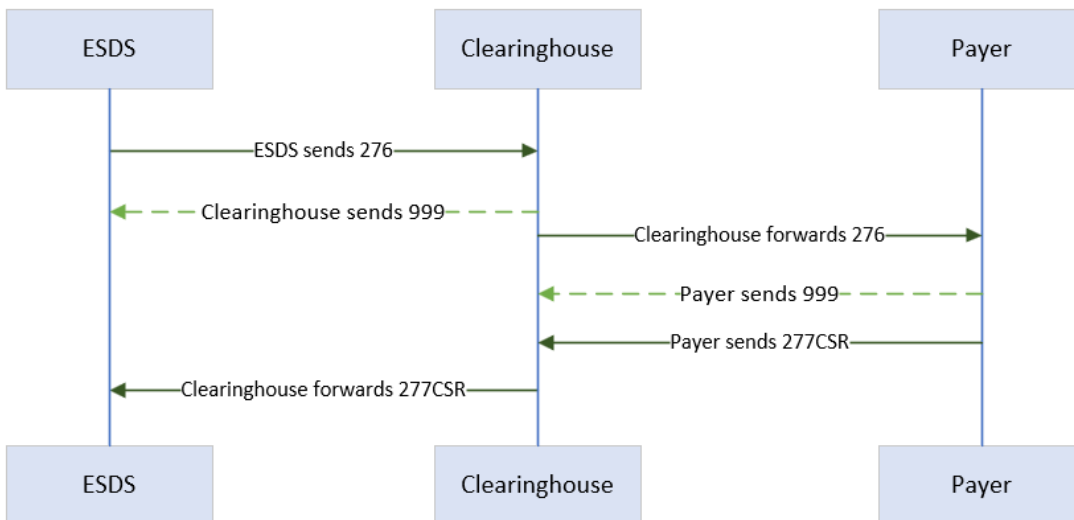 ESDS
Clearinghouse
Payer
ESDS sends 276
Clearinghouse sends 999
Clearinghouse forwards 276
Payer sends 999
Payer sends 277CSR
Clearinghouse forwards 277CSR
ESDS
Clearinghouse
Payer